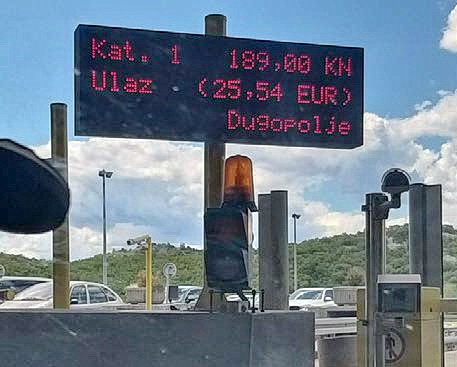 Kat. 1 189,00 KN
Ulaz (25,54 EUR)
Dugopolje